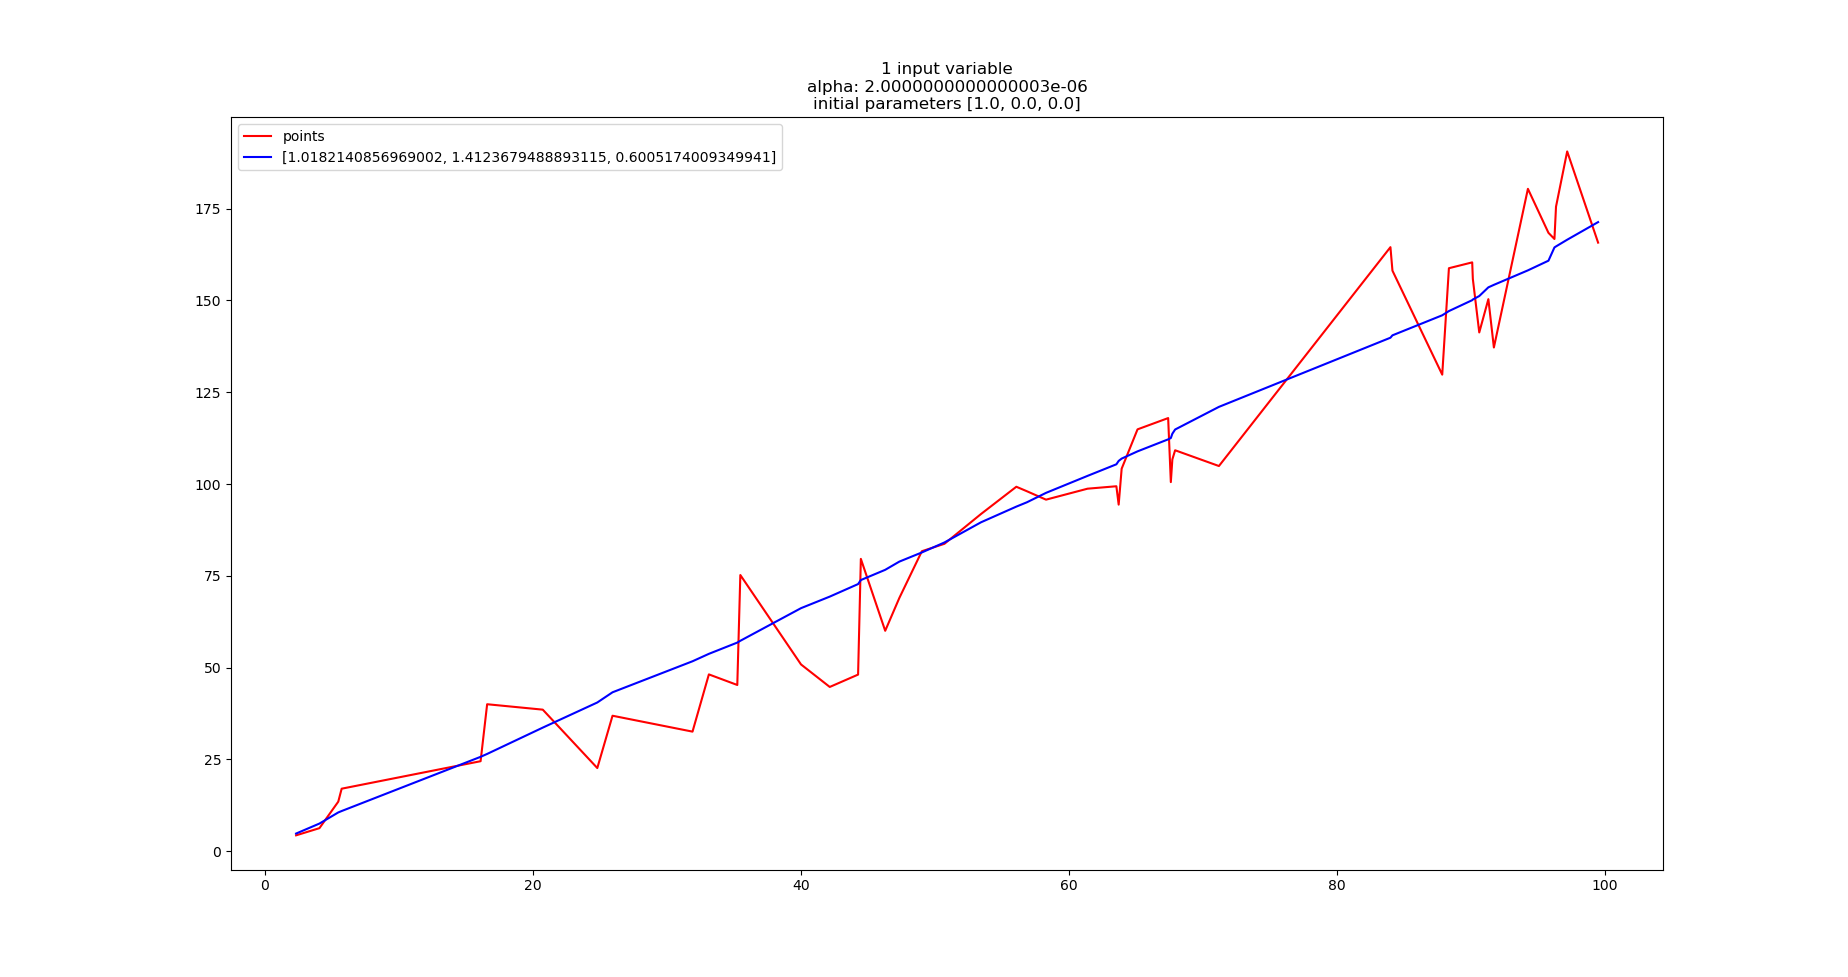 1 input variable
alpha: 2.0000000000000003e-06
initial parameters [1.0, 0.0, 0.0]
points
[1.0182140856969002, 1.4123679488893115, 0.6005174009349941]
175
150
125
100
75
50
25
0
0 20 40 60 80 100